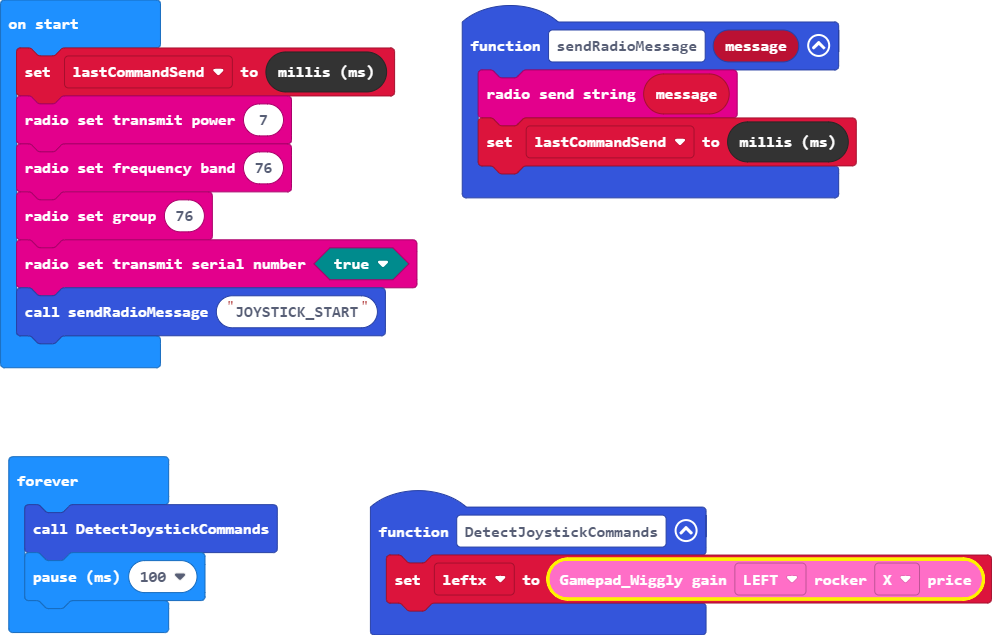 on start
set lastCommandSend to millis (ms)
radio set transmit power 7
radio set frequency band 76
radio set group 76
radio set transmit serial number true
call sendRadioMessage "JOYSTICK_START"
function sendRadioMessage message
radio send string message
set lastCommandSend to millis (ms)
forever
call DetectJoystickCommands
pause (ms) 100
function DetectJoystickCommands
set leftx to Gamepad_Wiggly gain LEFT rocker X price